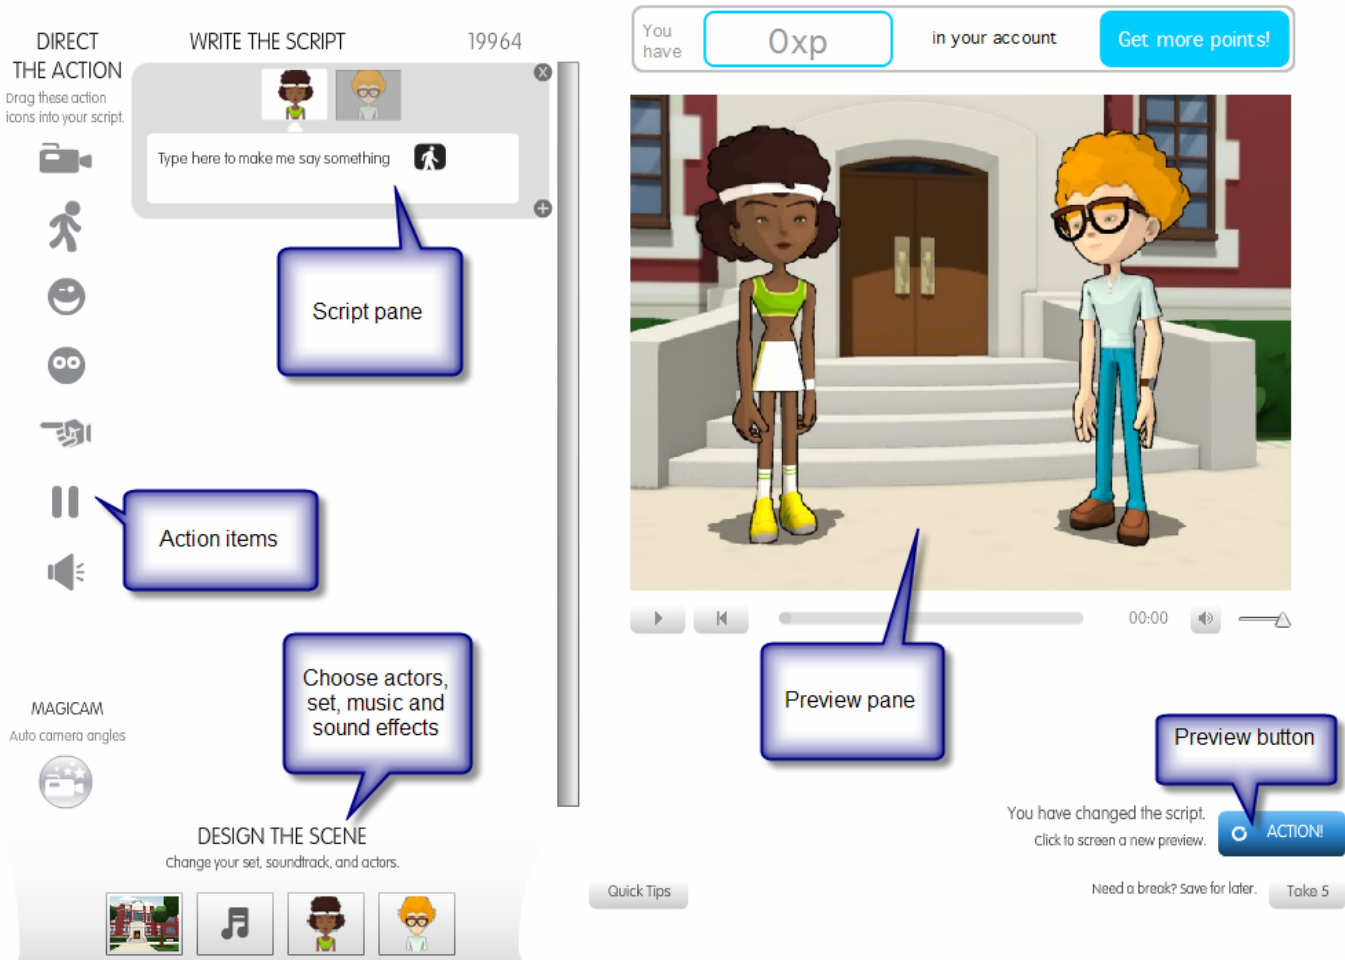 DIRECT
THE ACTION
Drag these action
icons into your script.
WRITE THE SCRIPT
19964
X
Type here to make me say something
+
Script pane
Action items
Choose actors,
set, music and
sound effects
MAGICAM
Auto camera angles
DESIGN THE SCENE
Change your set, soundtrack, and actors.
You
have
0xp
in your account
Get more points!
00:00
Preview pane
Preview button
You have changed the script.
Click to screen a new preview.
ACTION!
Quick Tips
Need a break? Save for later.
Take 5